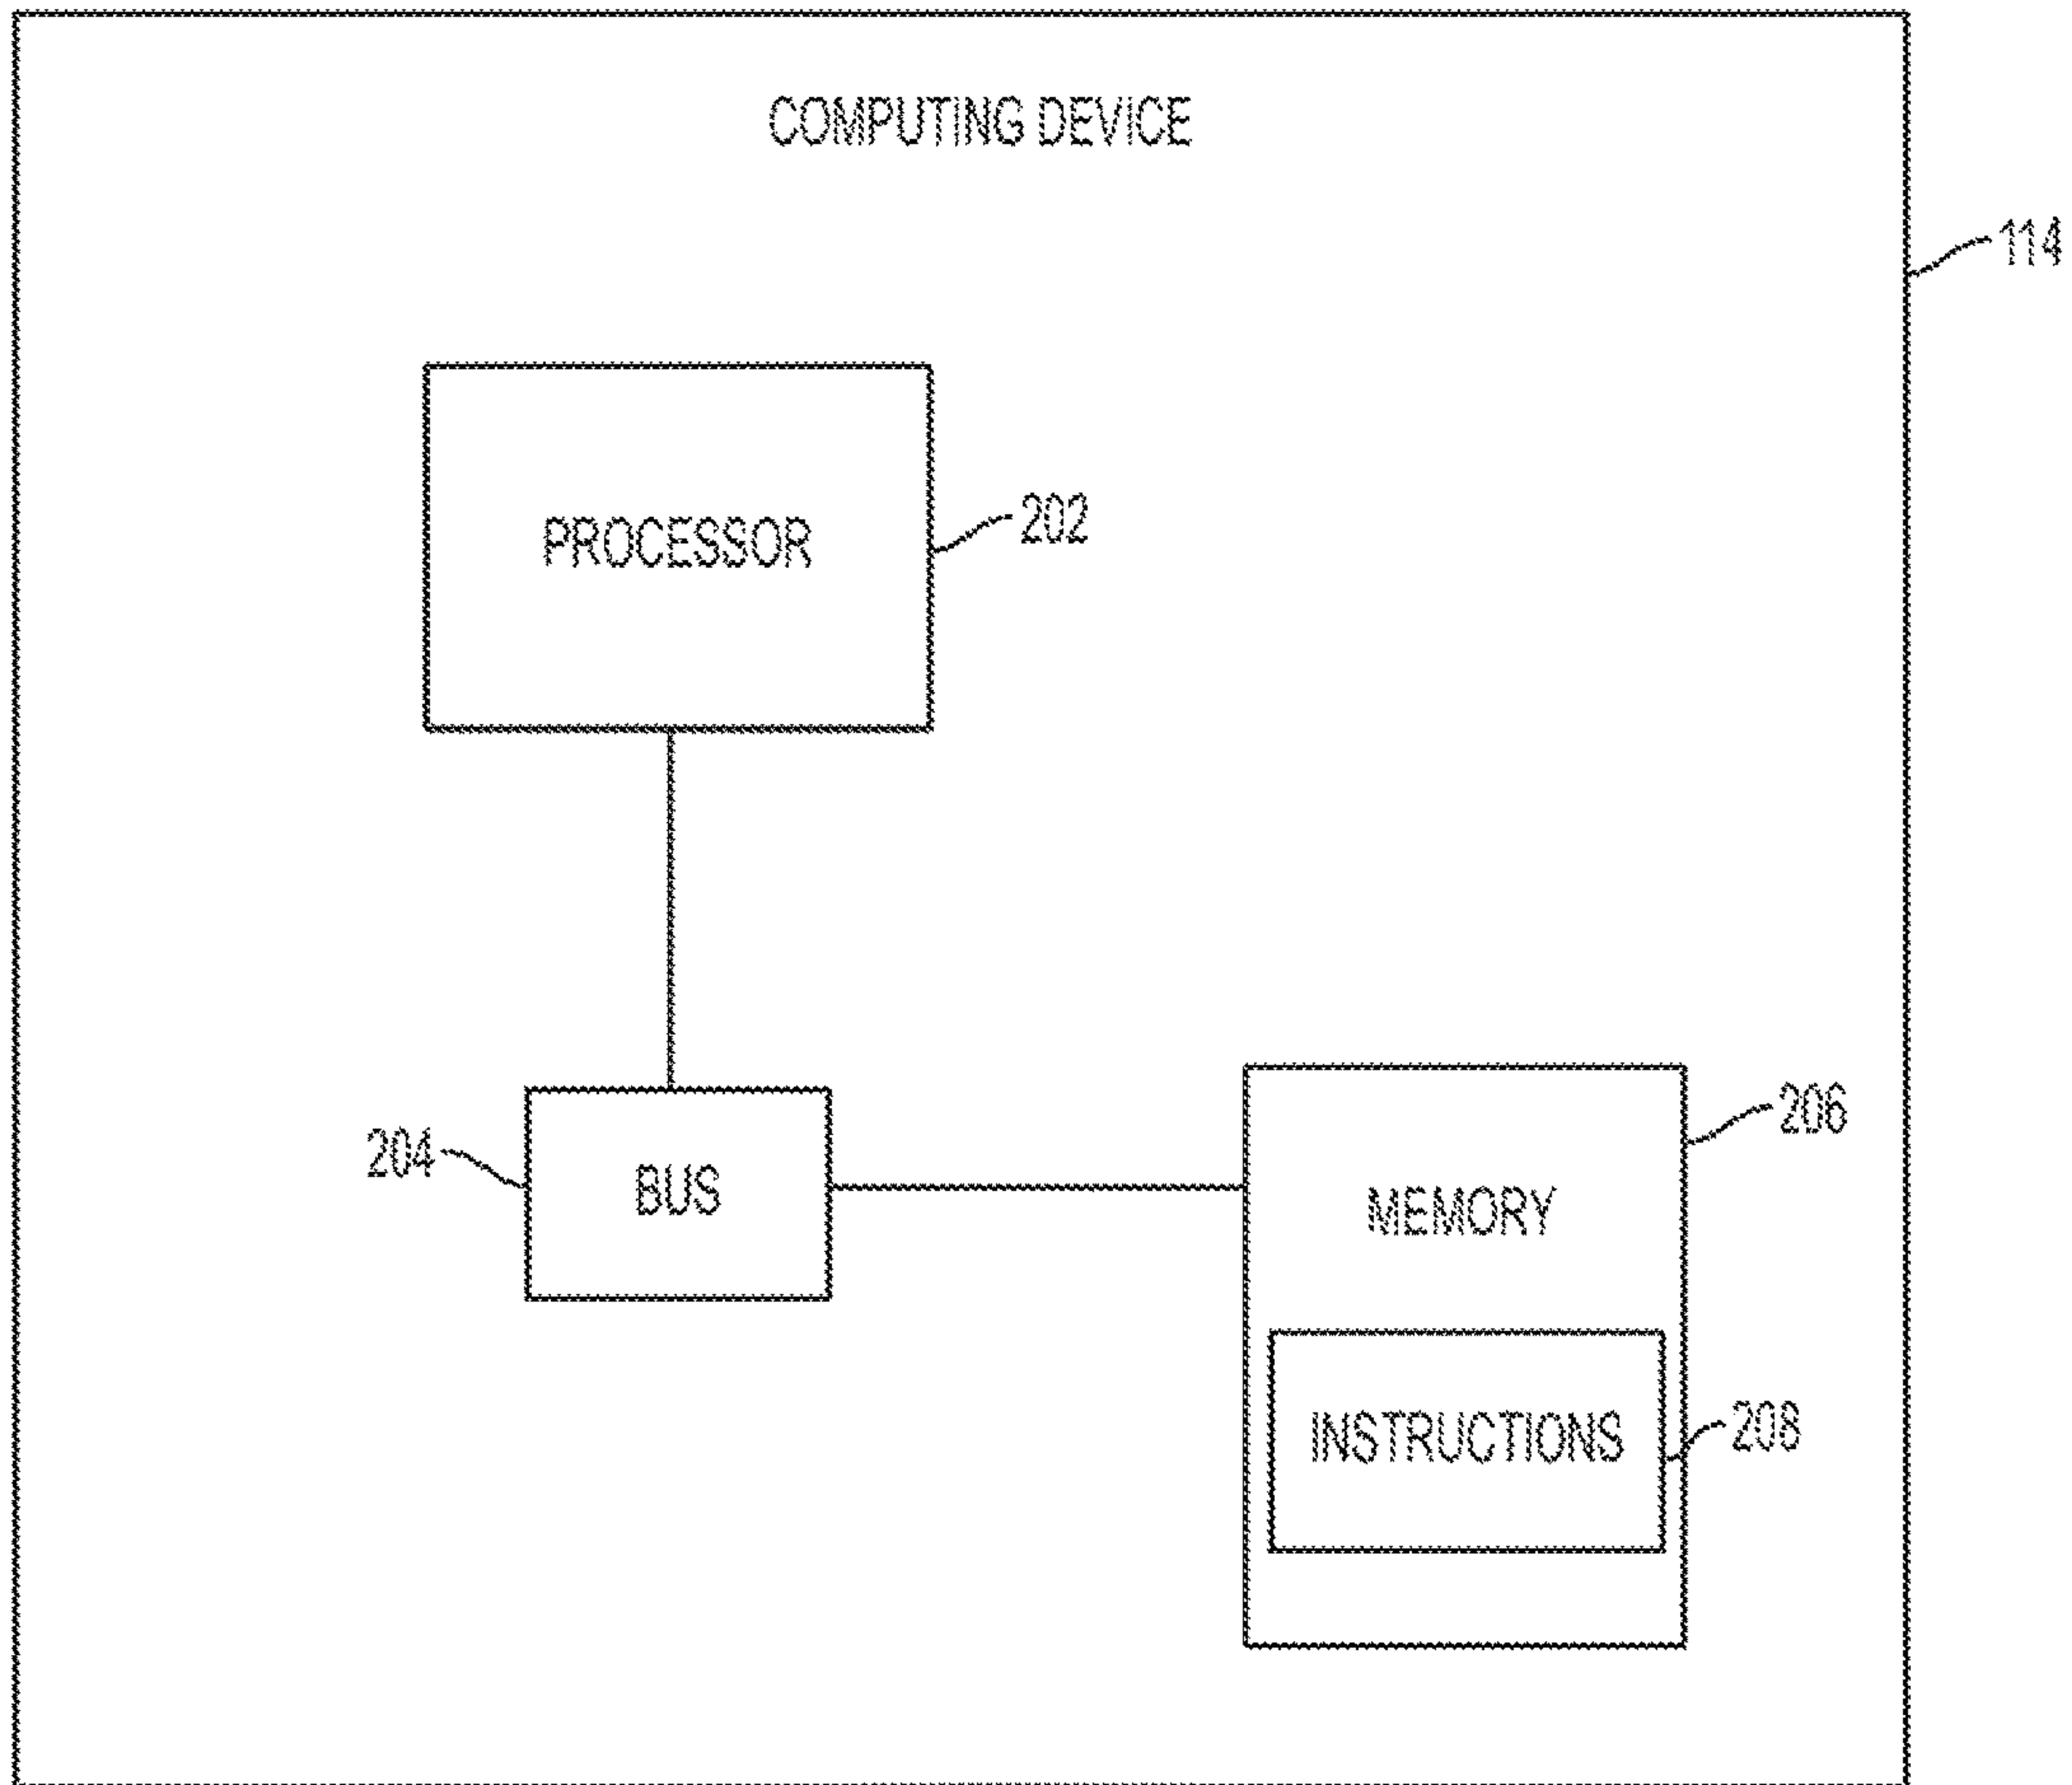 COMPUTING DEVICE
114
PROCESSOR
202
204
BUS
206
MEMORY
INSTRUCTIONS
208